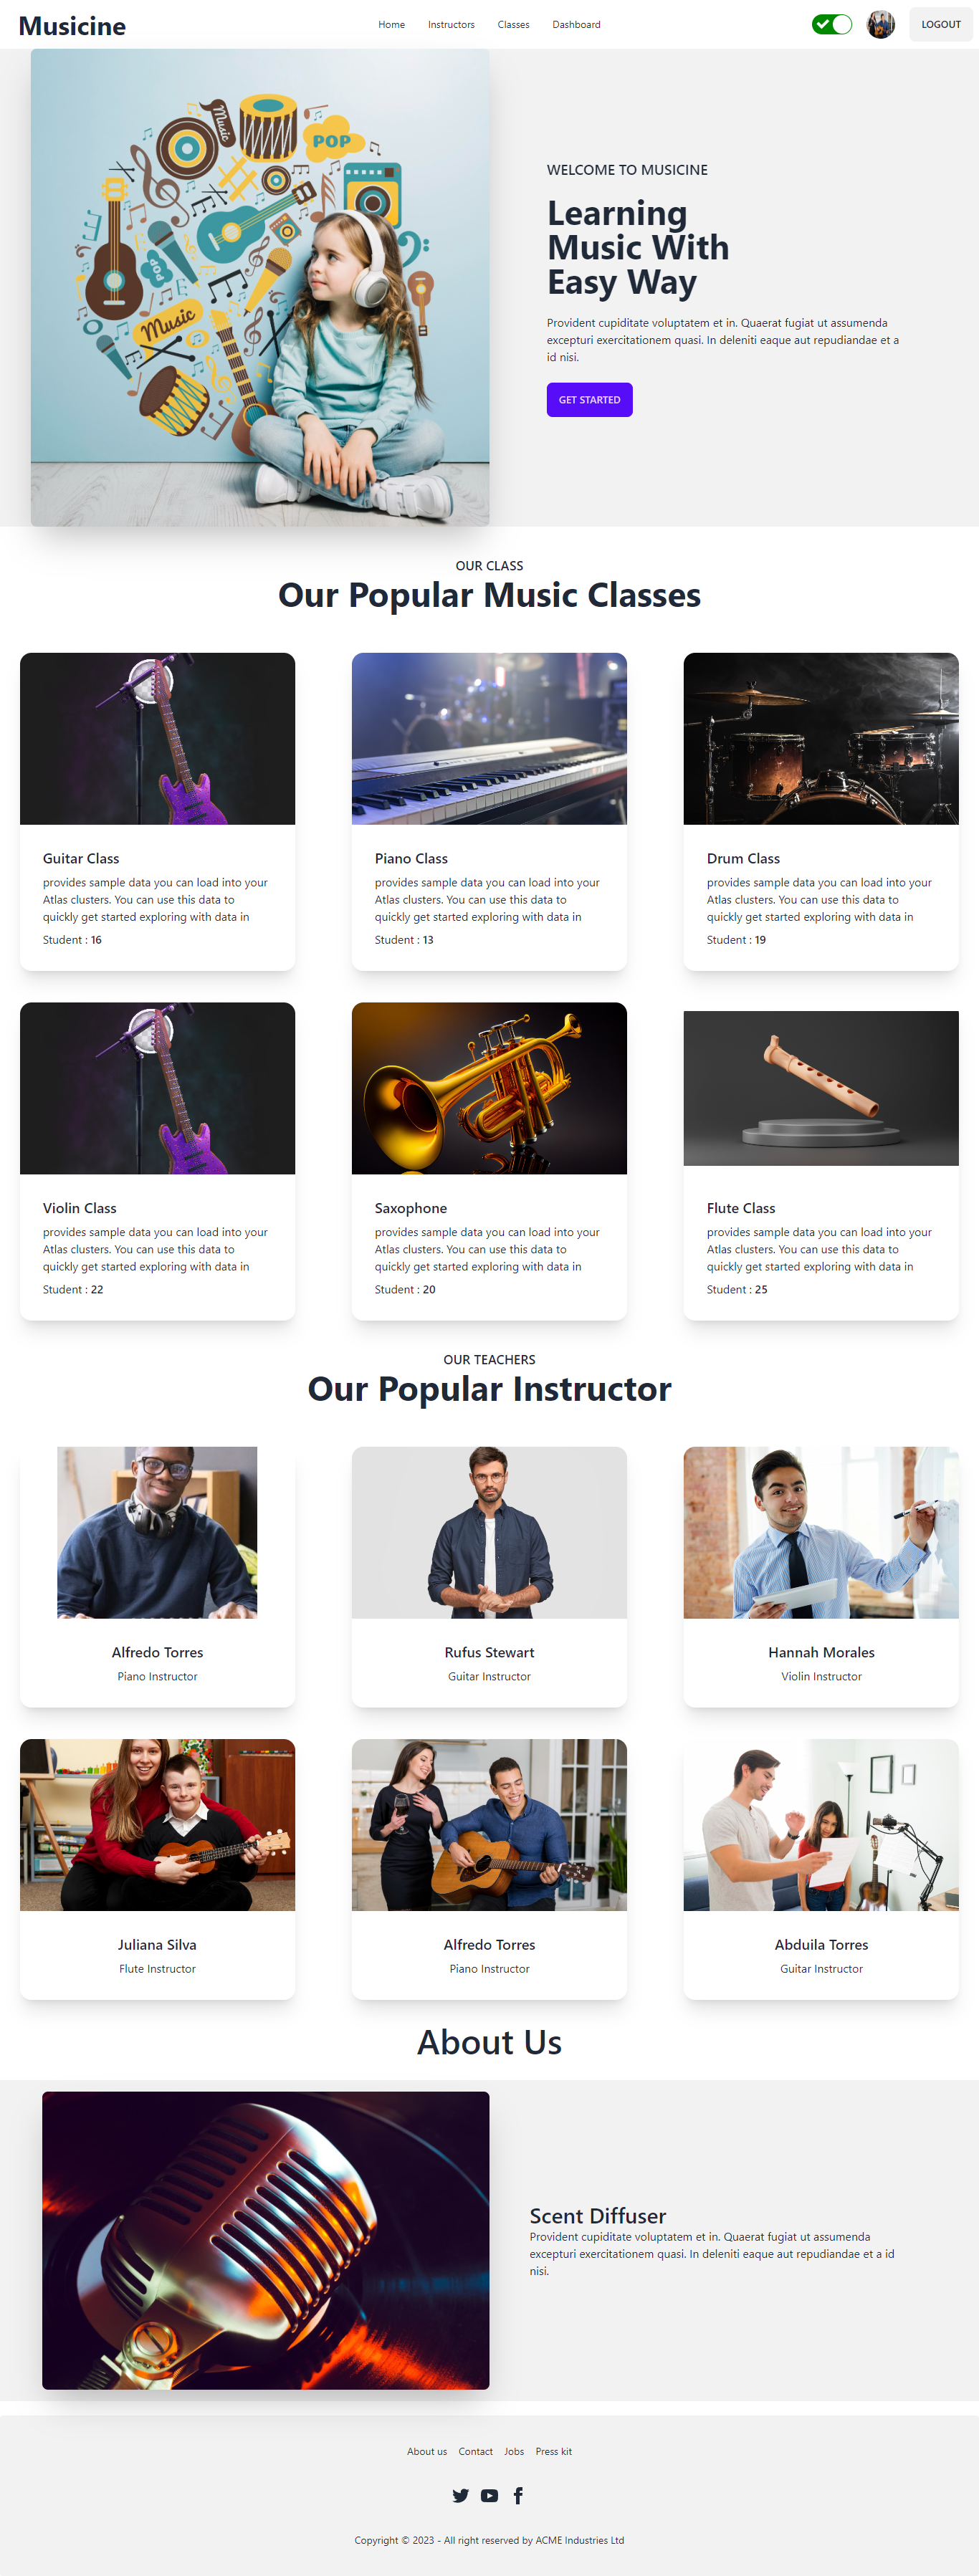 Musicine
Home Instructors Classes Dashboard
LOGOUT
Music
POP
POP
Music
WELCOME TO MUSICINE
Learning
Music With
Easy Way
Provident cupiditate voluptatem et in. Quaerat fugiat ut assumenda
excepturi exercitationem quasi. In deleniti eaque aut repudiandae et a
id nisi.
GET STARTED
OUR CLASS
Our Popular Music Classes
Guitar Class
provides sample data you can load into your
Atlas clusters. You can use this data to
quickly get started exploring with data in
Student : 16
Piano Class
provides sample data you can load into your
Atlas clusters. You can use this data to
quickly get started exploring with data in
Student : 13
Drum Class
provides sample data you can load into your
Atlas clusters. You can use this data to
quickly get started exploring with data in
Student : 19
Violin Class
provides sample data you can load into your
Atlas clusters. You can use this data to
quickly get started exploring with data in
Student : 22
Saxophone
provides sample data you can load into your
Atlas clusters. You can use this data to
quickly get started exploring with data in
Student : 20
Flute Class
provides sample data you can load into your
Atlas clusters. You can use this data to
quickly get started exploring with data in
Student : 25
OUR TEACHERS
Our Popular Instructor
Alfredo Torres
Piano Instructor
Rufus Stewart
Guitar Instructor
Hannah Morales
Violin Instructor
Juliana Silva
Flute Instructor
Alfredo Torres
Piano Instructor
Abduila Torres
Guitar Instructor
About Us
Scent Diffuser
Provident cupiditate voluptatem et in. Quaerat fugiat ut assumenda
excepturi exercitationem quasi. In deleniti eaque aut repudiandae et a id
nisi.
About us Contact Jobs Press kit
Copyright © 2023 - All right reserved by ACME Industries Ltd